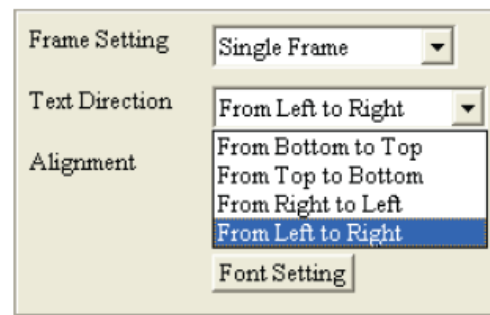 Frame Setting Single Frame
Text Direction From Left to Right
From Bottom to Top
Alignment From Top to Bottom
From Right to Left
From Left to Right
Font Setting